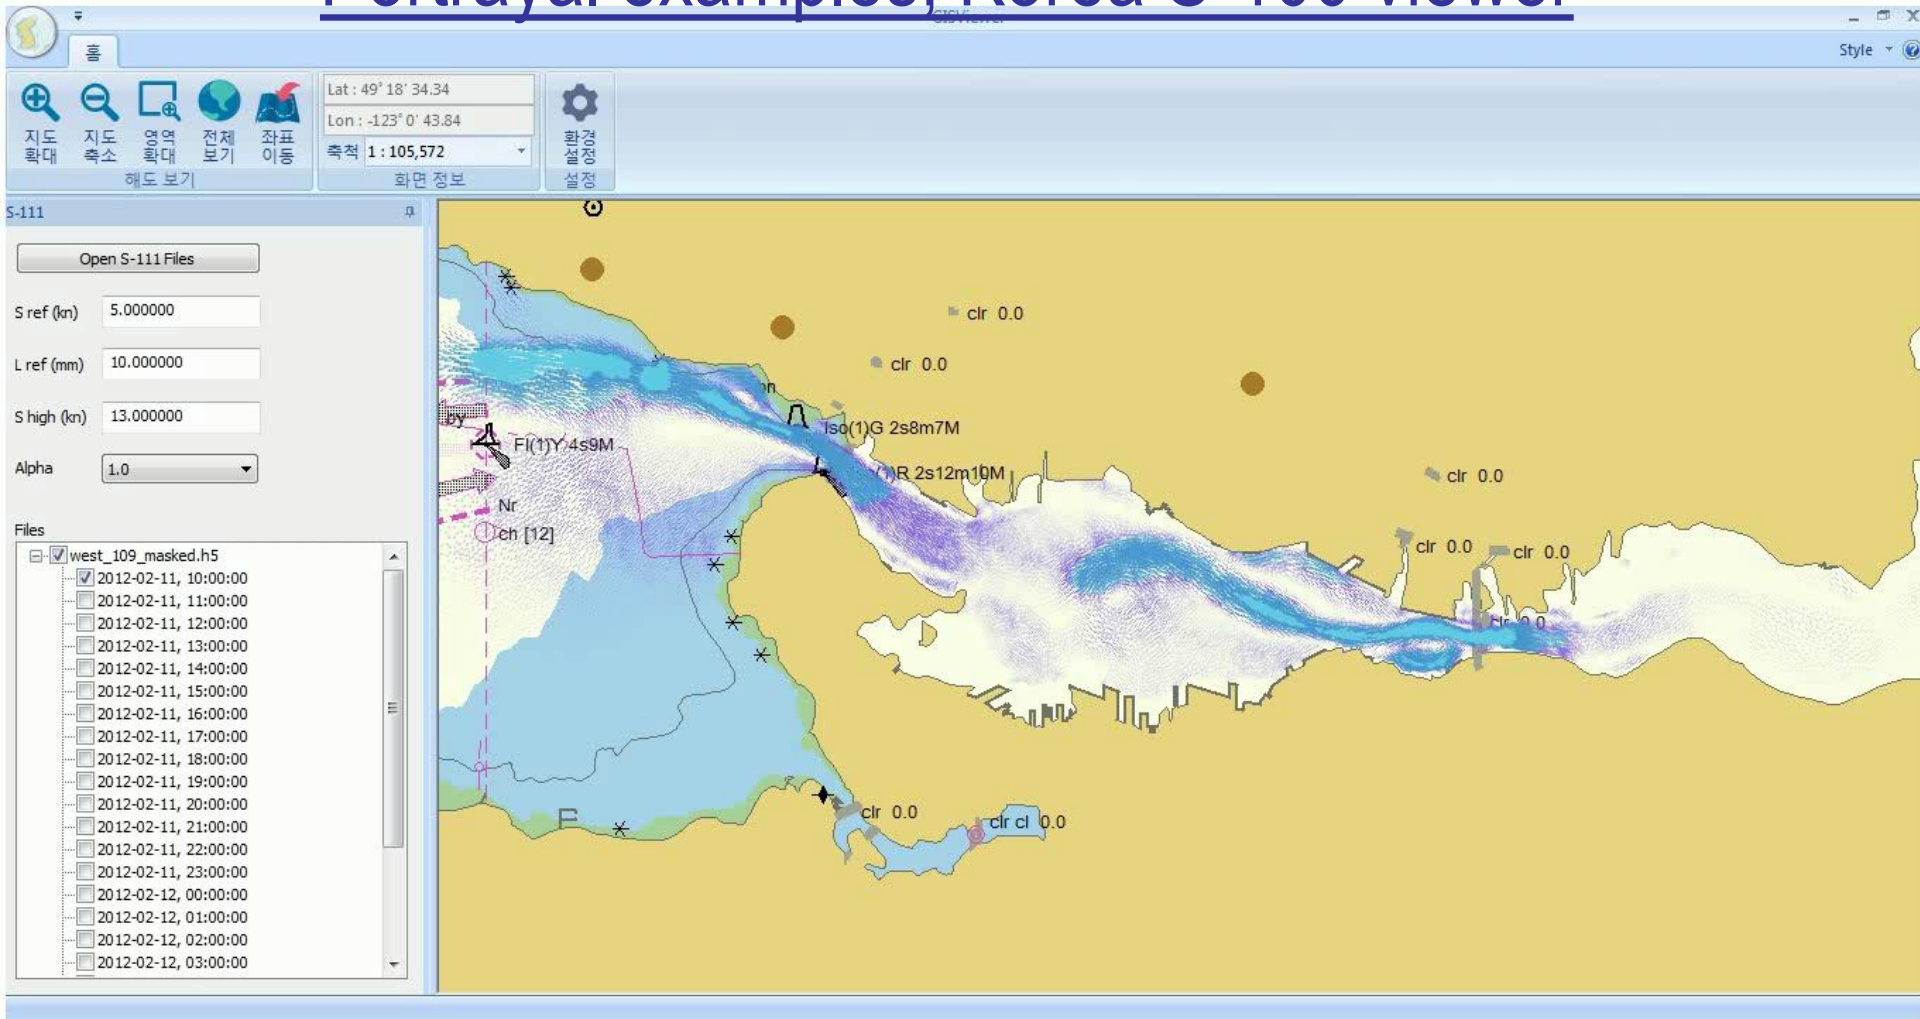 Portrayal examples, Korea S-100 viewer
GISViewer
홈
Style
지도 확대
지도 축소
영역 확대
전체 보기
좌표 이동
해도 보기
Lat : 49° 18' 34.34
Lon : -123° 0' 43.84
축척 1 : 105,572
화면 정보
환경 설정
설정
S-111
Open S-111 Files
S ref (kn) 5.000000
L ref (mm) 10.000000
S high (kn) 13.000000
Alpha 1.0
Files
west_109_masked.h5
2012-02-11, 10:00:00
2012-02-11, 11:00:00
2012-02-11, 12:00:00
2012-02-11, 13:00:00
2012-02-11, 14:00:00
2012-02-11, 15:00:00
2012-02-11, 16:00:00
2012-02-11, 17:00:00
2012-02-11, 18:00:00
2012-02-11, 19:00:00
2012-02-11, 20:00:00
2012-02-11, 21:00:00
2012-02-11, 22:00:00
2012-02-11, 23:00:00
2012-02-12, 00:00:00
2012-02-12, 01:00:00
2012-02-12, 02:00:00
2012-02-12, 03:00:00
clr 0.0
clr 0.0
by
Fl(1)Y 4s9M
Iso(1)G 2s8m7M
(1)R 2s12m10M
Nr
ch [12]
clr 0.0
clr 0.0
clr 0.0
clr 0.0
clr 0.0
clr cl 0.0